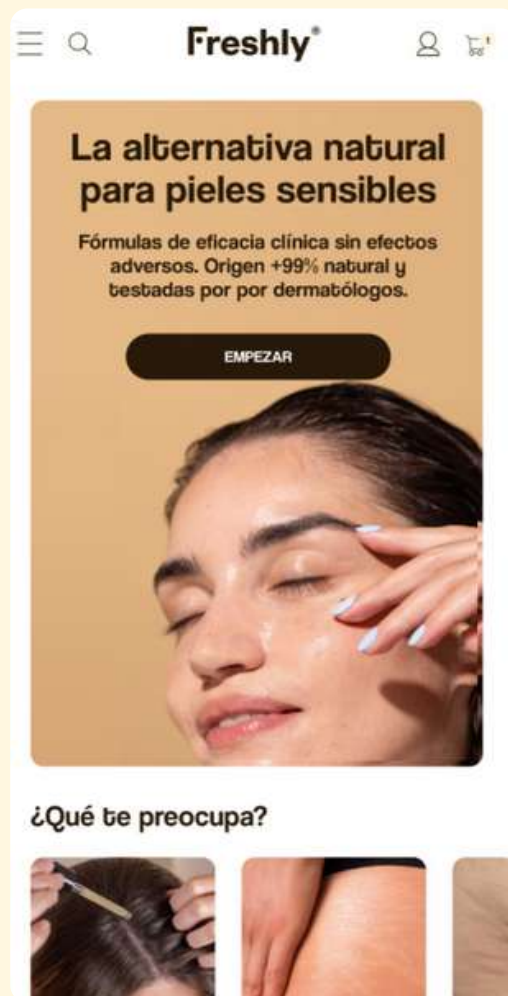 Freshly®
1
La alternativa natural
para pieles sensibles
Fórmulas de eficacia clínica sin efectos
adversos. Origen +99% natural y
testadas por por dermatólogos.
EMPEZAR
¿Qué te preocupa?